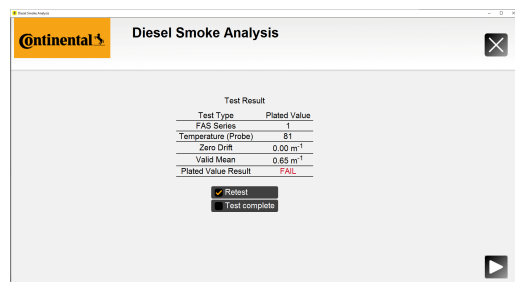 Diesel Smoke Analysis
Continental
Diesel Smoke Analysis
Test Result
Test Type Plated Value
FAS Series 1
Temperature (Probe) 81
Zero Drift 0.00 m⁻¹
Valid Mean 0.65 m⁻¹
Plated Value Result FAIL
Retest
Test complete